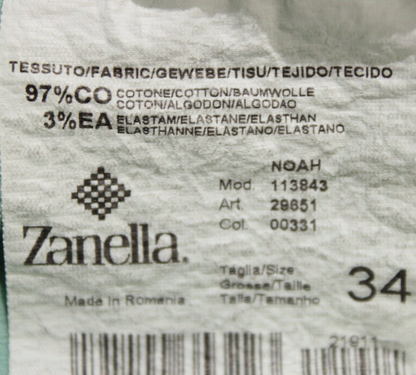 TESSUTO/FABRIC/GEWEBE/TISU/TEJIDO/TECIDO
97%CO COTONE/COTTON/BAUMWOLLE
COTON/ALGODON/ALGODAO
3%EA ELASTAM/ELASTANE/ELASTHAN
ELASTHANNE/ELASTANO/ELASTANO
NOAH
Mod. 113843
Art. 29651
Col. 00331
Zanella.
Taglia/Size
Grosse/Taille
Talla/Tamanho
34
Made in Romania